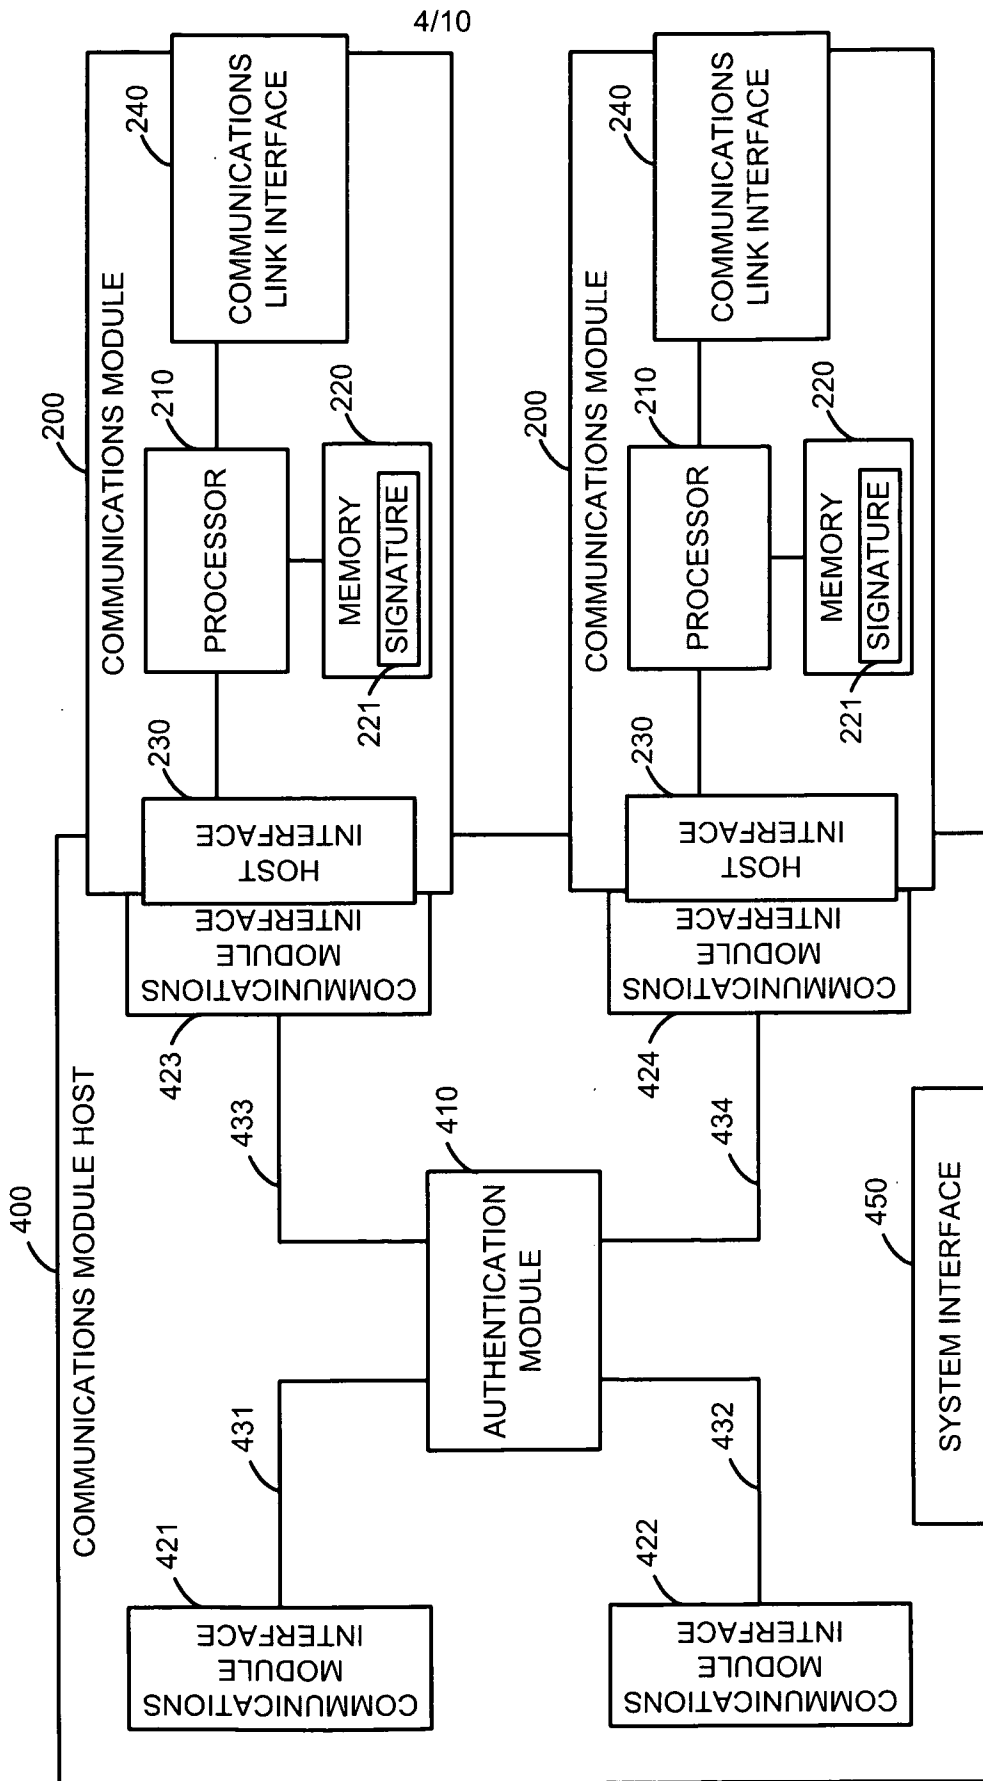 4/10
400
COMMUNICATIONS MODULE HOST
421
COMMUNICATIONS
MODULE
INTERFACE
431
422
COMMUNICATIONS
MODULE
INTERFACE
432
410
AUTHENTICATION
MODULE
433
423
COMMUNICATIONS
MODULE
INTERFACE
434
424
COMMUNICATIONS
MODULE
INTERFACE
450
SYSTEM INTERFACE
200
COMMUNICATIONS MODULE
230
HOST
INTERFACE
210
PROCESSOR
220
MEMORY
SIGNATURE
221
240
COMMUNICATIONS
LINK INTERFACE
200
COMMUNICATIONS MODULE
230
HOST
INTERFACE
210
PROCESSOR
220
MEMORY
SIGNATURE
221
240
COMMUNICATIONS
LINK INTERFACE